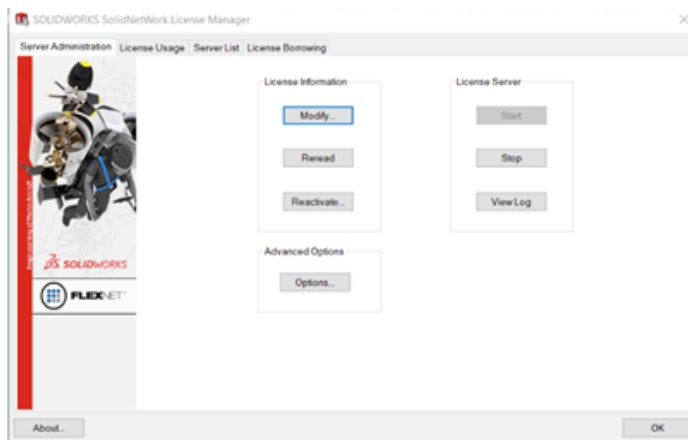 SOLIDWORKS SolidNetWork License Manager
Server Administration License Usage Server List License Borrowing
License Information
Modify...
Reread
Reactivate...
License Server
Start
Stop
View Log
Advanced Options
Options...
SOLIDWORKS
FLEXNET
About...
OK